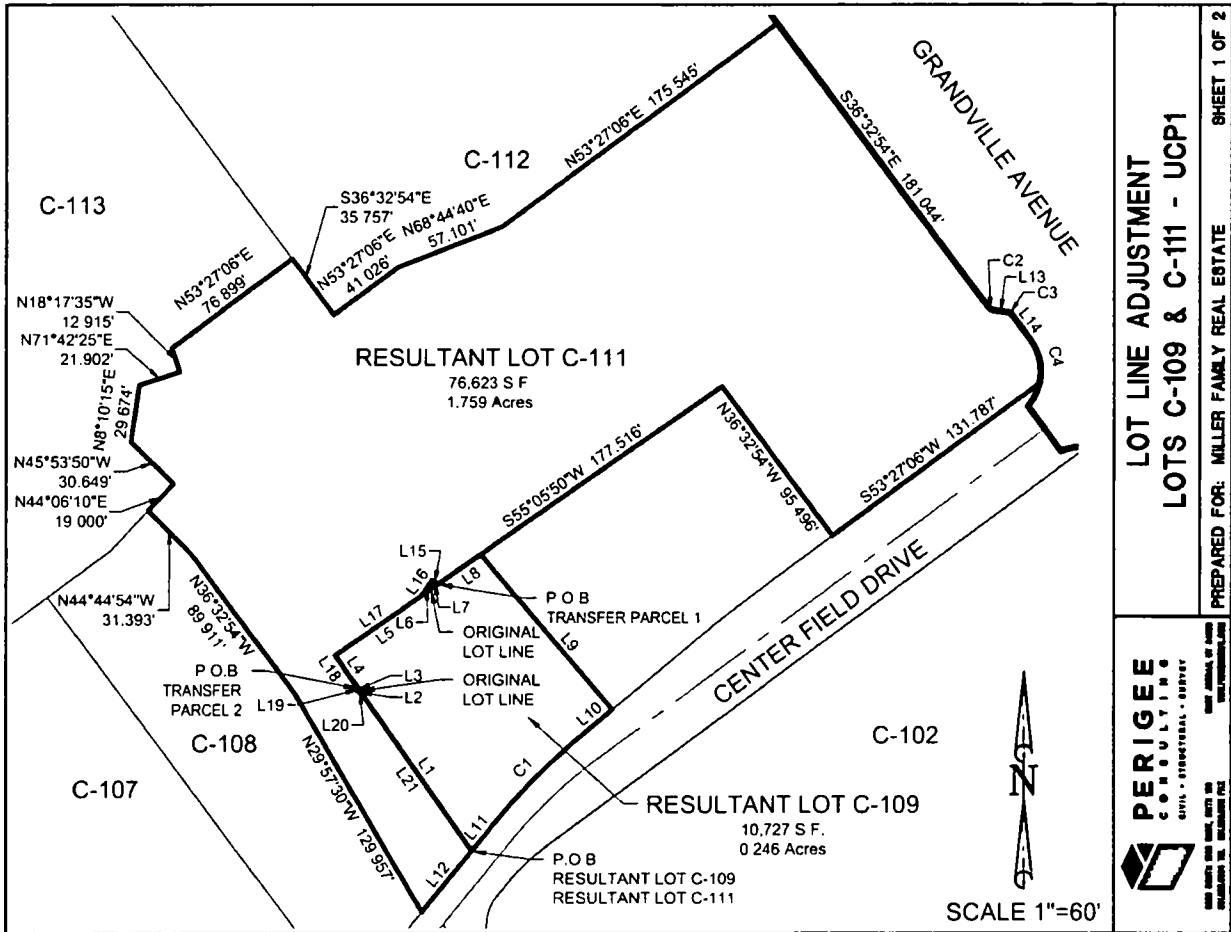 GRANDVILLE AVENUE
C-112
N53°27'06"E 175 545'
S36°32'54"E 181 044'
C-113
S36°32'54"E
35 757'
N53°27'06"E
41 026'
N68°44'40"E
57.101'
N53°27'06"E
76 899'
C2
L13
C3
L14
C4
N18°17'35"W
12 915'
N71°42'25"E
21.902'
N8°10'15"E
29 674'
N45°53'50"W
30.649'
N44°06'10"E
19 000'
N44°44'54"W
31.393'
RESULTANT LOT C-111
76,623 S F
1.759 Acres
S55°05'50"W 177.516'
N36°32'54"W 95 496'
S53°27'06"W 131.787'
CENTER FIELD DRIVE
L15
L16
L8
L7
L6
L5
L17
P O B
TRANSFER PARCEL 1
ORIGINAL
LOT LINE
L9
N36°32'54"W
89 911'
L18
L4
L3
L2
ORIGINAL
LOT LINE
P O.B
TRANSFER
PARCEL 2
L19
L20
L10
C-108
C-107
C-102
N29°57'30"W 129 957'
L1
L21
C1
L11
L12
RESULTANT LOT C-109
10,727 S F.
0 246 Acres
P.O B
RESULTANT LOT C-109
RESULTANT LOT C-111
N
SCALE 1"=60'
LOT LINE ADJUSTMENT
LOTS C-109 & C-111 - UCP1
PREPARED FOR: MILLER FAMILY REAL ESTATE
SHEET 1 OF 2
PERIGEE
CONSULTING
CIVIL • STRUCTURAL • SURVEY